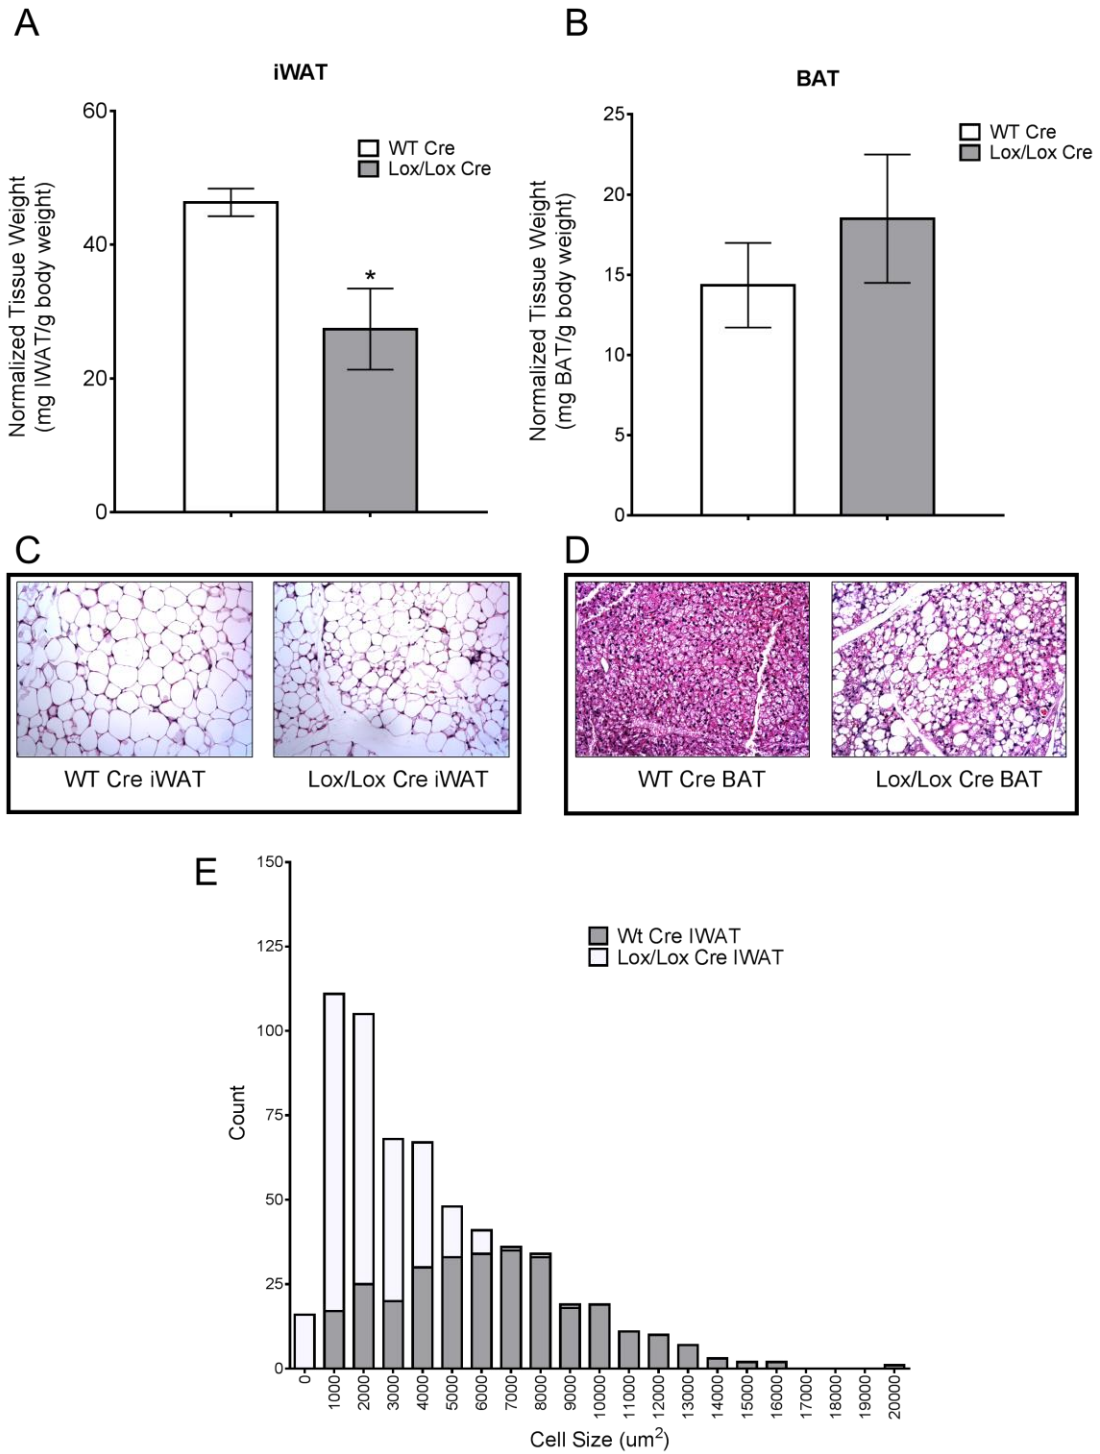 A
iWAT
Normalized Tissue Weight
(mg IWAT/g body weight)
60
40
20
0
WT Cre
Lox/Lox Cre
*
B
BAT
Normalized Tissue Weight
(mg BAT/g body weight)
25
20
15
10
5
0
WT Cre
Lox/Lox Cre
C
WT Cre iWAT
Lox/Lox Cre iWAT
D
WT Cre BAT
Lox/Lox Cre BAT
E
Count
150
125
100
75
50
25
0
Wt Cre IWAT
Lox/Lox Cre IWAT
0
1000
2000
3000
4000
5000
6000
7000
8000
9000
10000
11000
12000
13000
14000
15000
16000
17000
18000
19000
20000
Cell Size (um²)